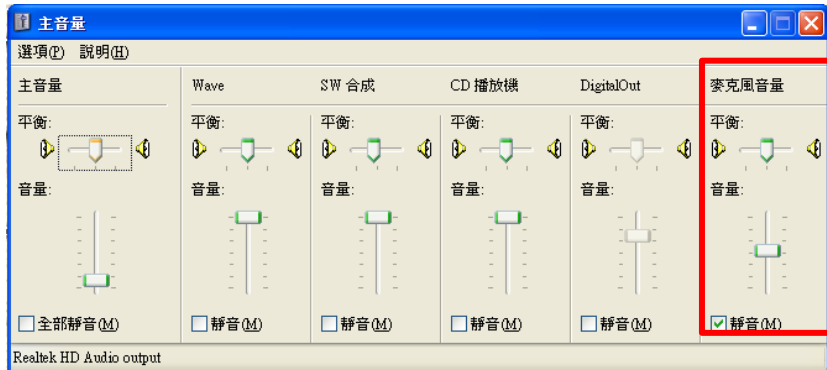 主音量
選項(P) 說明(H)
主音量 Wave SW 合成 CD 播放機 DigitalOut 麥克風音量
平衡: 平衡: 平衡: 平衡: 平衡: 平衡:
音量: 音量: 音量: 音量: 音量: 音量:
全部靜音(M) 靜音(M) 靜音(M) 靜音(M) 靜音(M) 靜音(M)
Realtek HD Audio output